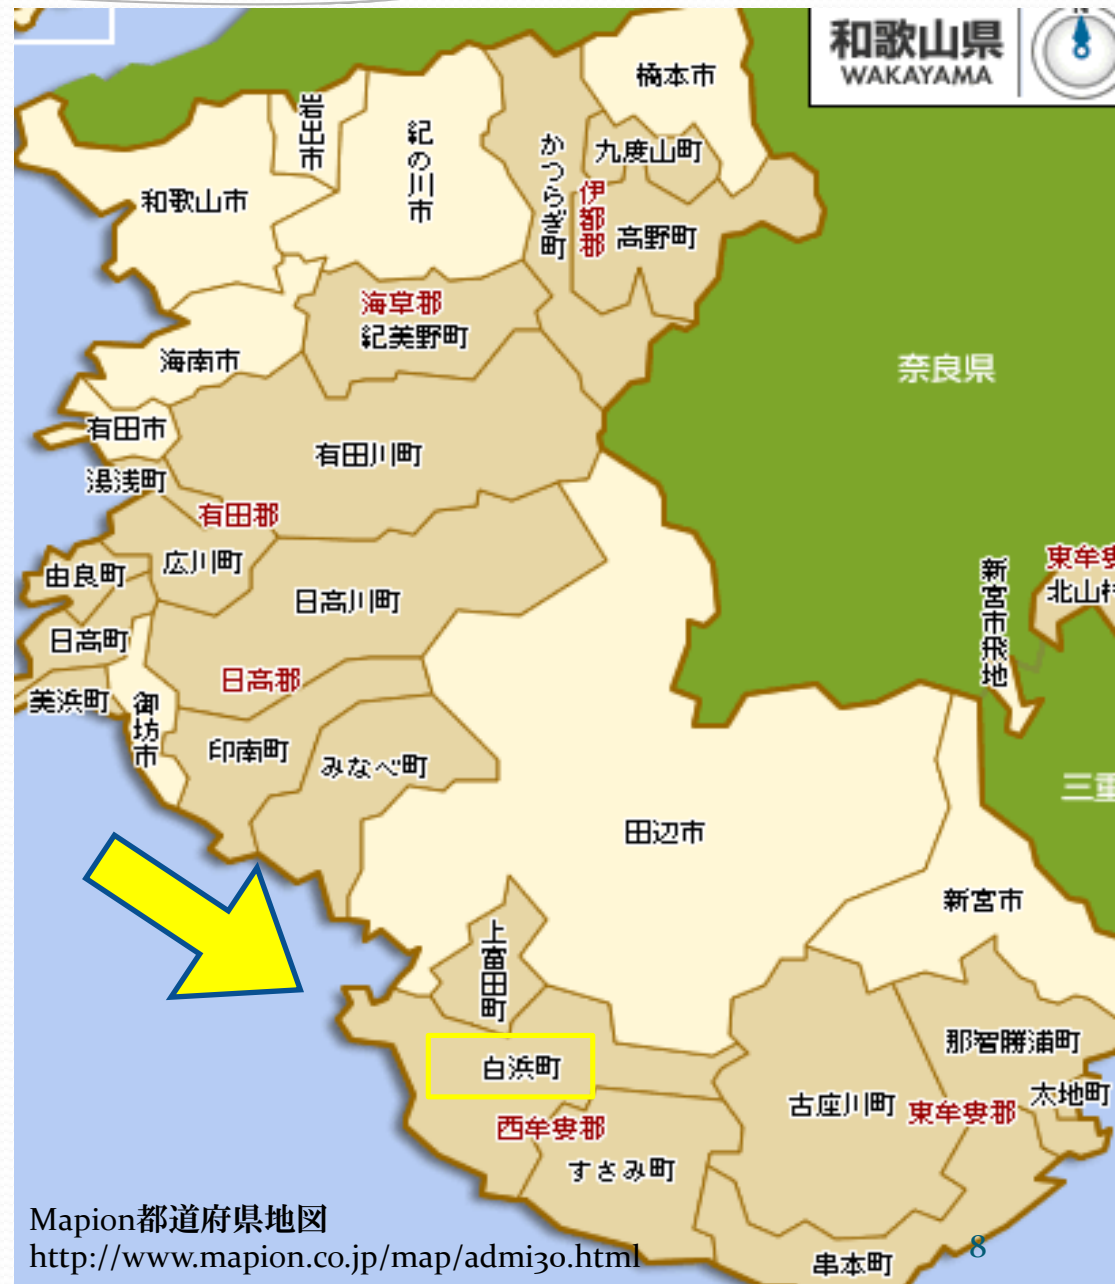 和歌山県
WAKAYAMA
N
橋本市
岩出市
紀の川市
かつらぎ町
九度山町
伊都郡
高野町
和歌山市
海草郡
紀美野町
海南市
奈良県
有田市
有田川町
湯浅町
有田郡
広川町
由良町
日高川町
新宮市飛地
東牟婁
北山村
日高町
日高郡
美浜町
御坊市
印南町
みなべ町
三重
田辺市
新宮市
上富田町
那智勝浦町
白浜町
太地町
古座川町
東牟婁郡
西牟婁郡
すさみ町
串本町
Mapion都道府県地図
http://www.mapion.co.jp/map/admi30.html
8